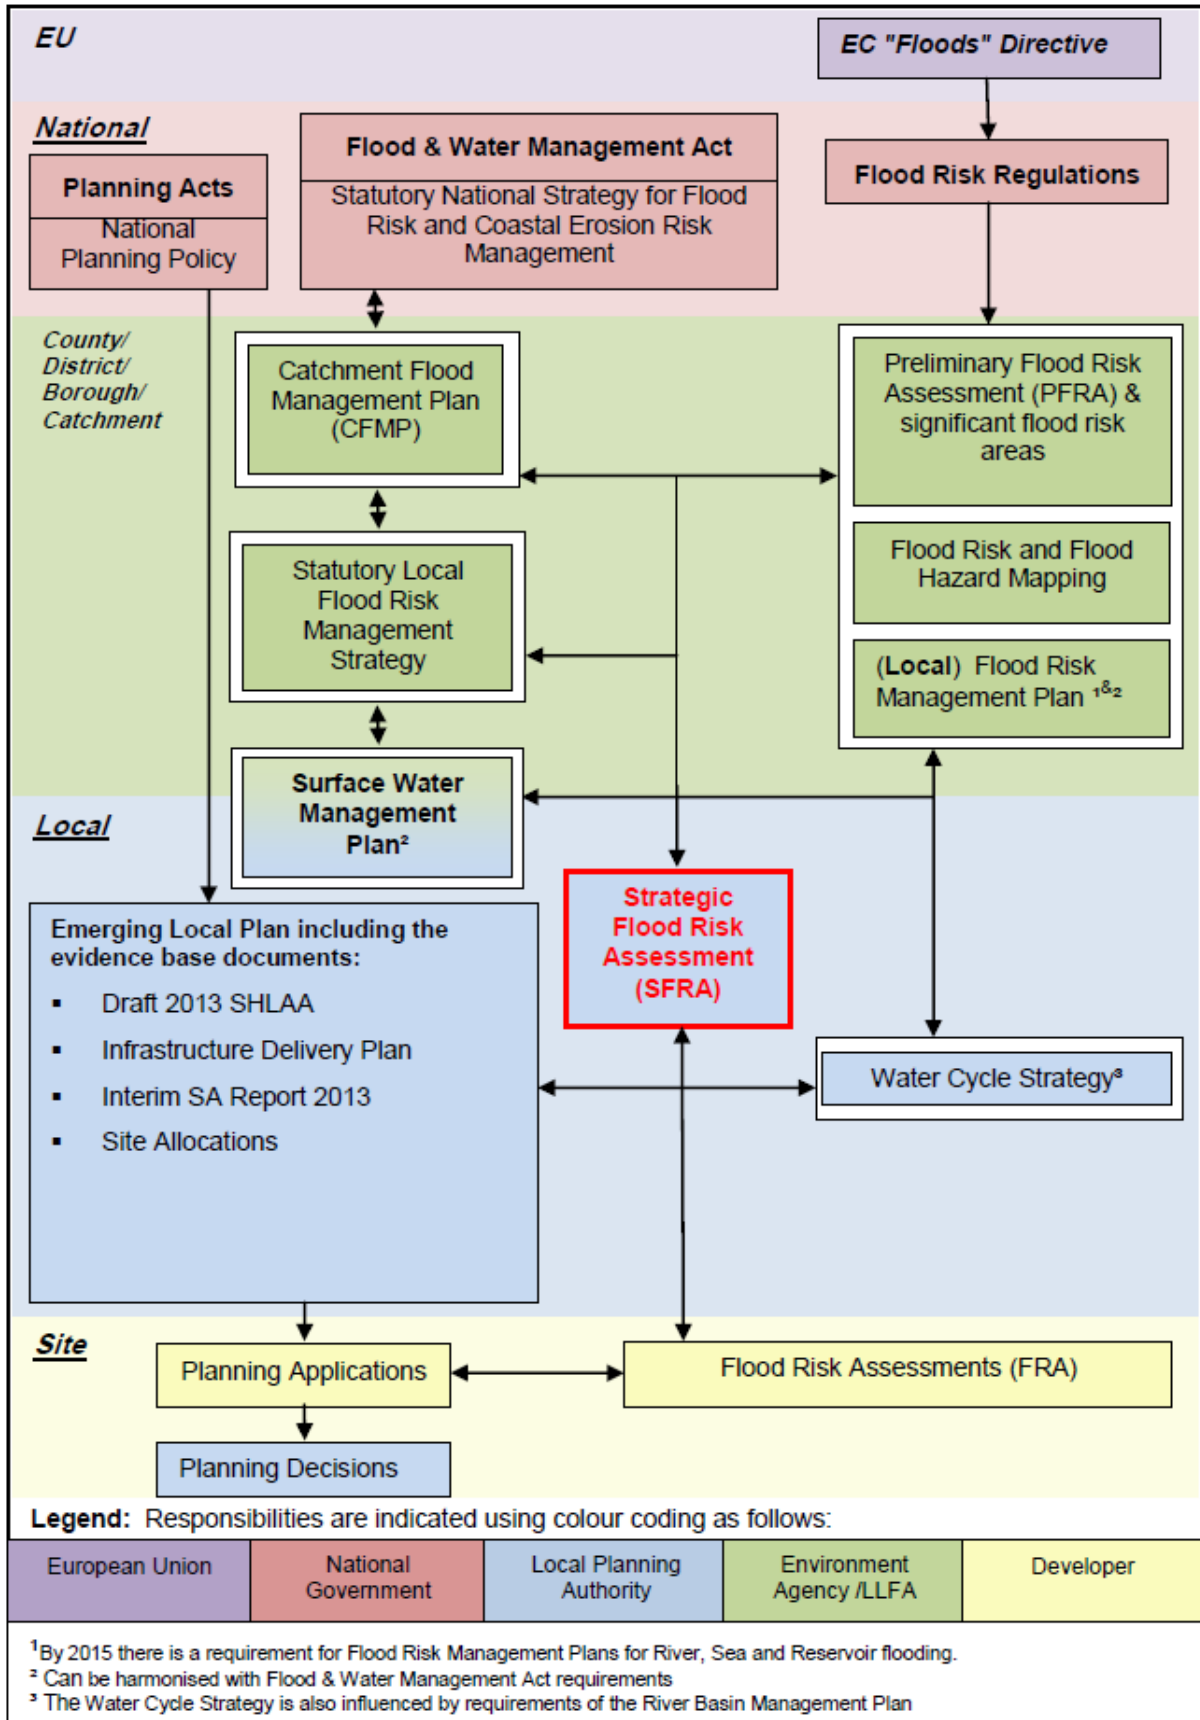 EU
EC "Floods" Directive
National
Planning Acts
National
Planning Policy
Flood & Water Management Act
Statutory National Strategy for Flood
Risk and Coastal Erosion Risk
Management
Flood Risk Regulations
County/
District/
Borough/
Catchment
Catchment Flood
Management Plan
(CFMP)
Preliminary Flood Risk
Assessment (PFRA) &
significant flood risk
areas
Flood Risk and Flood
Hazard Mapping
(Local) Flood Risk
Management Plan ¹&²
Statutory Local
Flood Risk
Management
Strategy
Surface Water
Management
Plan²
Local
Strategic
Flood Risk
Assessment
(SFRA)
Emerging Local Plan including the
evidence base documents:
▪ Draft 2013 SHLAA
▪ Infrastructure Delivery Plan
▪ Interim SA Report 2013
▪ Site Allocations
Water Cycle Strategy³
Site
Planning Applications
Flood Risk Assessments (FRA)
Planning Decisions
Legend: Responsibilities are indicated using colour coding as follows:
European Union
National
Government
Local Planning
Authority
Environment
Agency /LLFA
Developer
¹By 2015 there is a requirement for Flood Risk Management Plans for River, Sea and Reservoir flooding.
² Can be harmonised with Flood & Water Management Act requirements
³ The Water Cycle Strategy is also influenced by requirements of the River Basin Management Plan